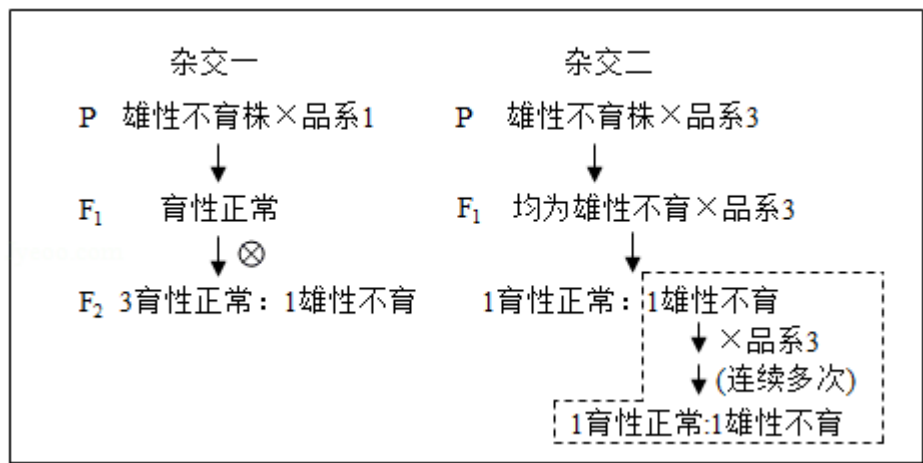 杂交一 杂交二
P 雄性不育株×品系1 P 雄性不育株×品系3
F₁ 育性正常 F₁ 均为雄性不育×品系3
⊗
F₂ 3育性正常：1雄性不育 1育性正常：1雄性不育
×品系3
(连续多次)
1育性正常:1雄性不育